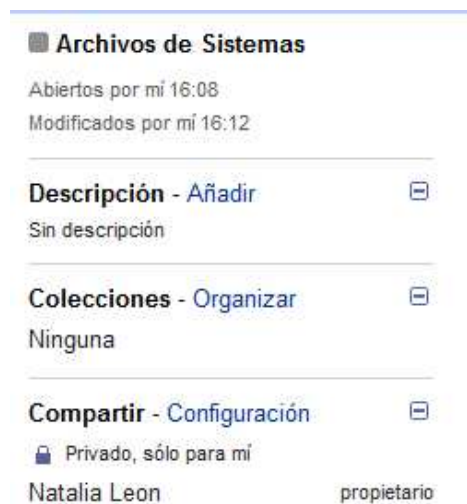 Archivos de Sistemas
Abiertos por mí 16:08
Modificados por mí 16:12
Descripción - Añadir
Sin descripción
Colecciones - Organizar
Ninguna
Compartir - Configuración
Privado, sólo para mí
Natalia Leon propietario